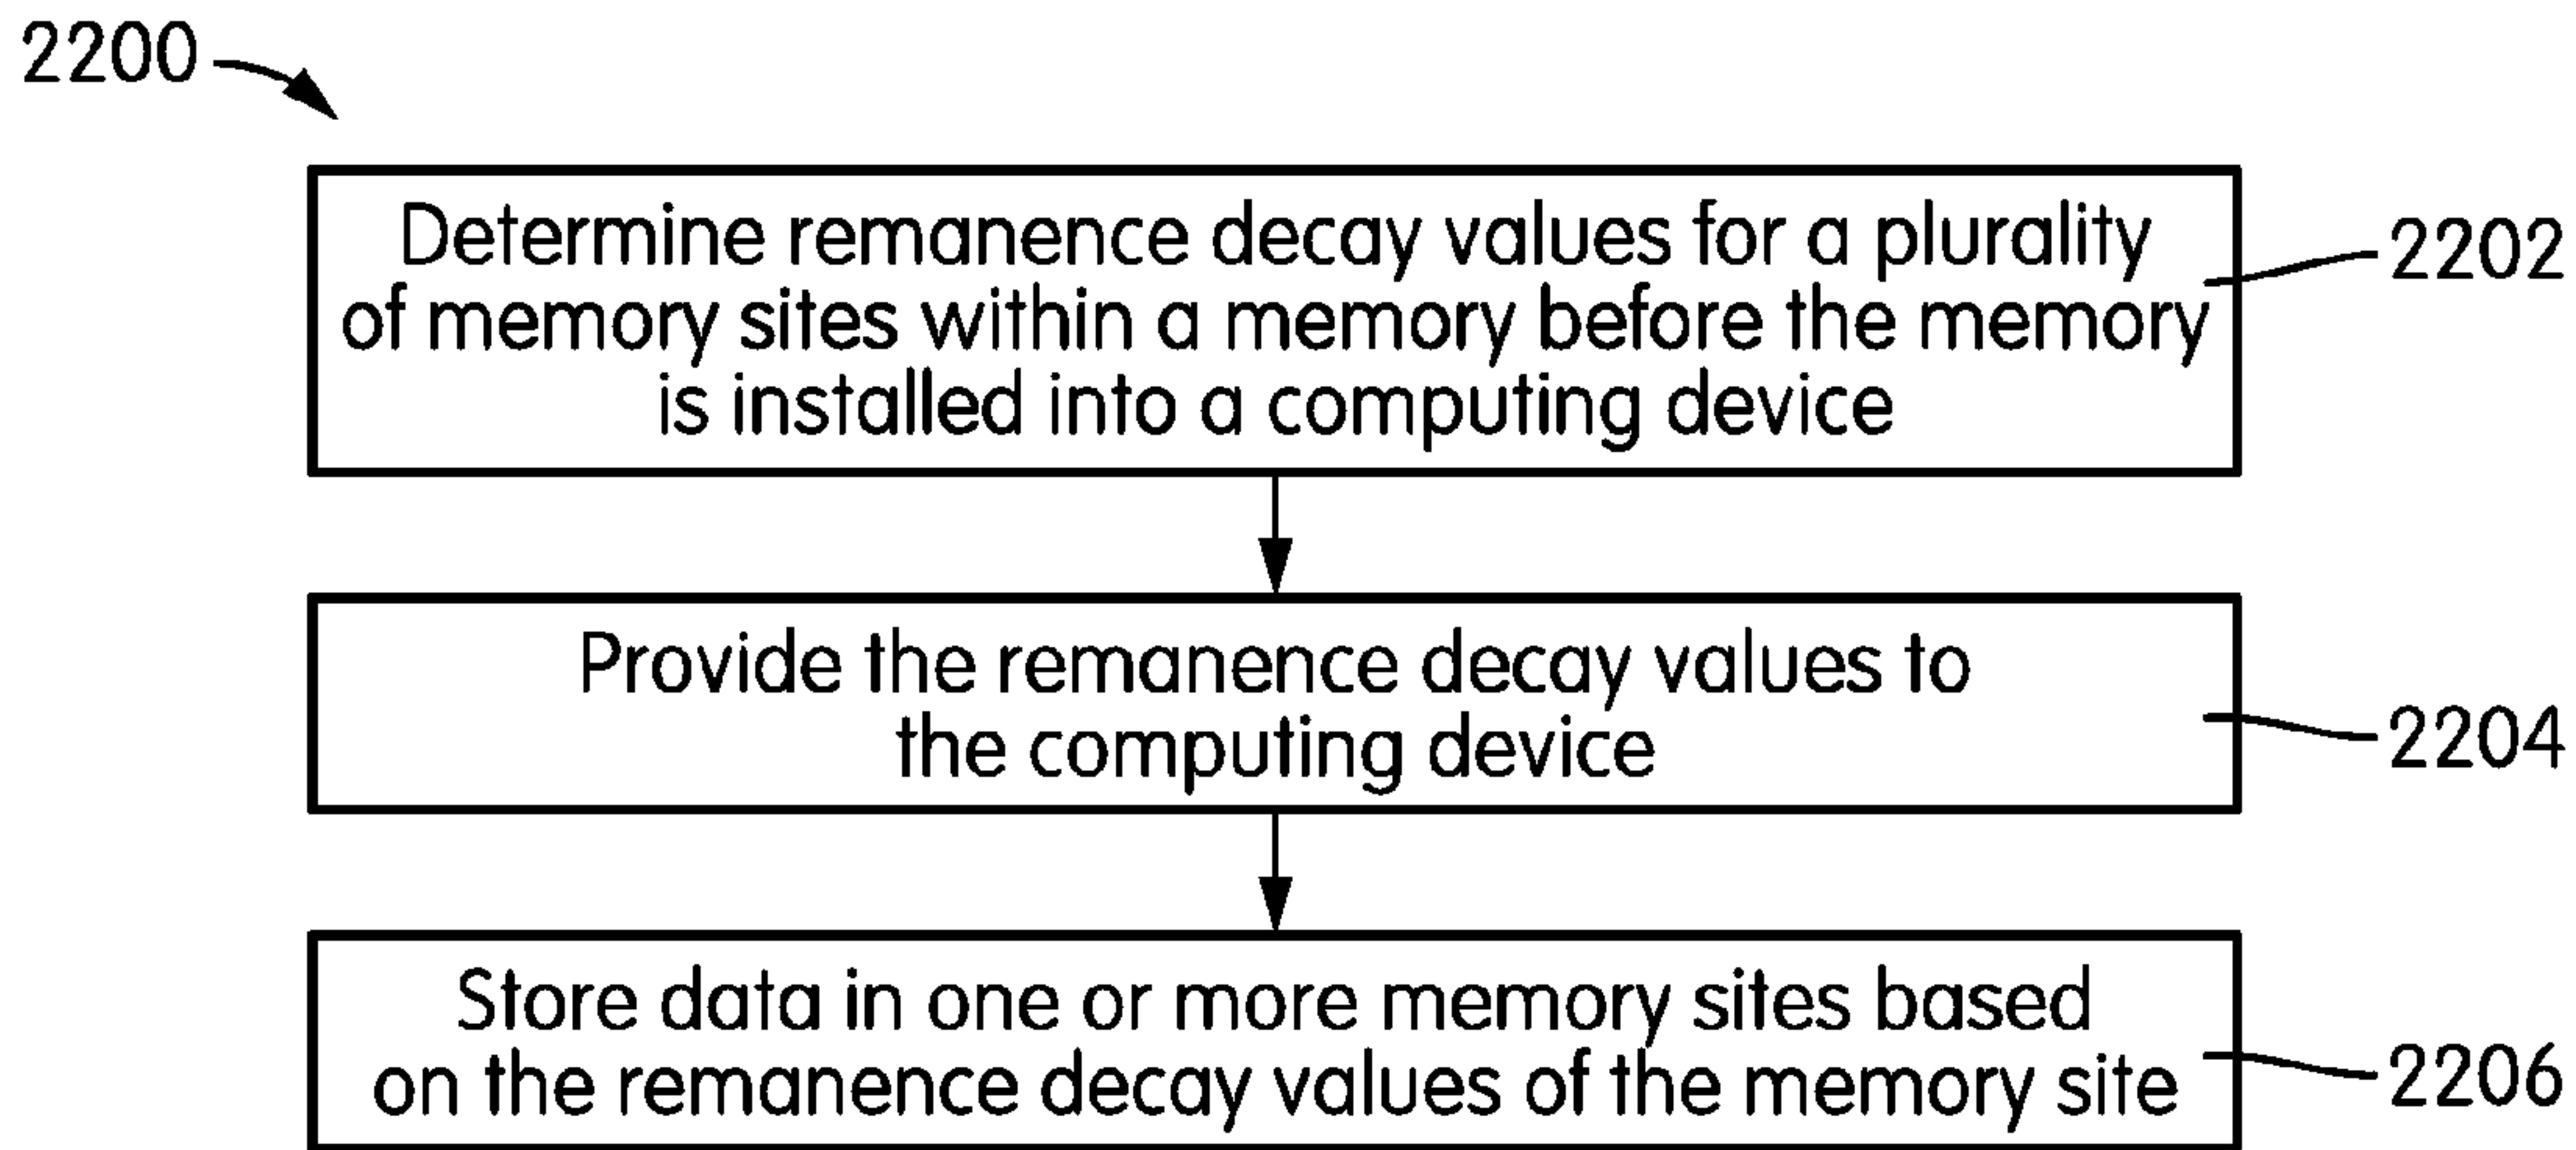 2200
Determine remanence decay values for a plurality
of memory sites within a memory before the memory
is installed into a computing device
2202
Provide the remanence decay values to
the computing device
2204
Store data in one or more memory sites based
on the remanence decay values of the memory site
2206